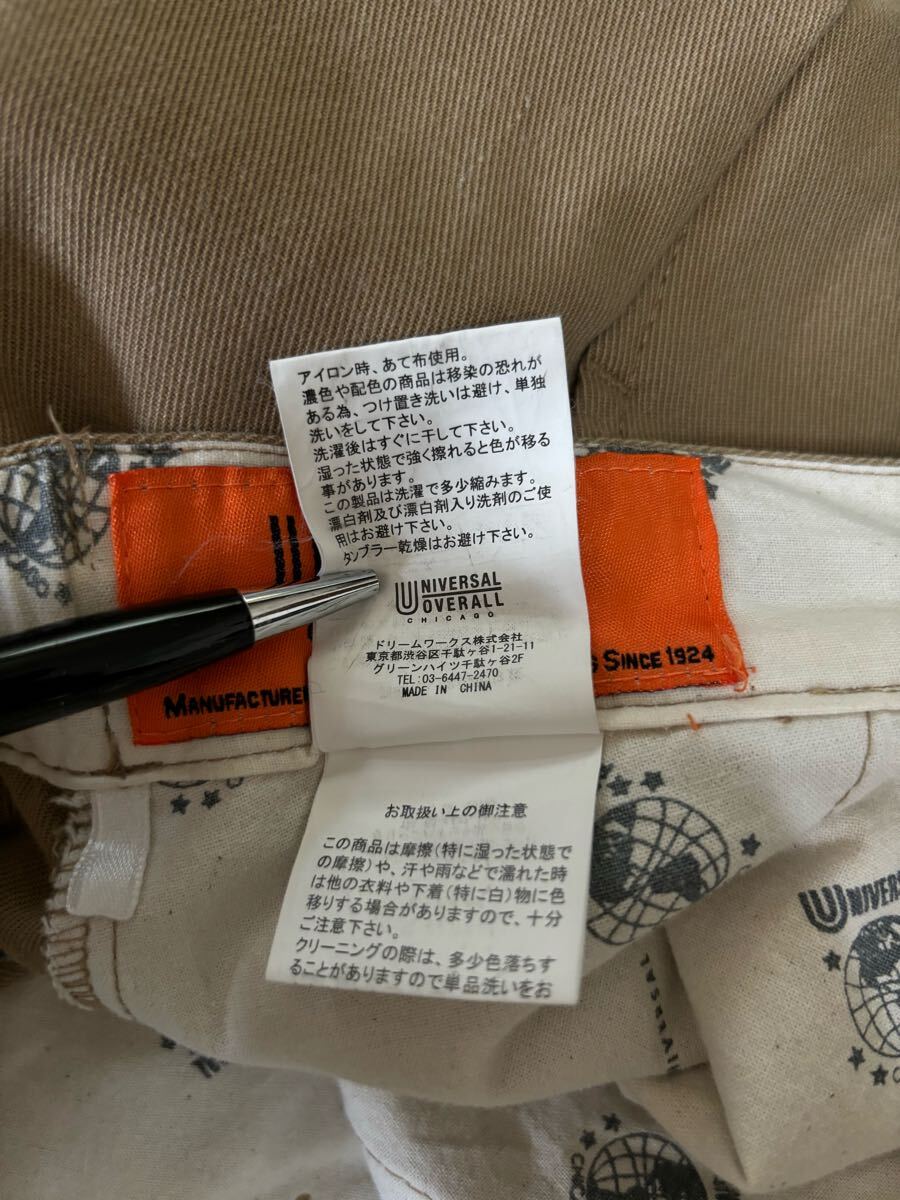 アイロン時、あて布使用。
濃色や配色の商品は移染の恐れが
ある為、つけ置き洗いは避け、単独
洗いをして下さい。
洗濯後はすぐに干して下さい。
湿った状態で強く擦れると色が移る
事があります。
この製品は洗濯で多少縮みます。
漂白剤及び漂白剤入り洗剤のご使
用はお避け下さい。
タンブラー乾燥はお避け下さい。
UNIVERSAL
OVERALL
CHICAGO
ドリームワークス株式会社
東京都渋谷区千駄ヶ谷1-21-11
グリーンハイツ千駄ヶ谷2F
TEL:03-6447-2470
MADE IN CHINA
MANUFACTURE
S SINCE 1924
お取扱い上の御注意
この商品は摩擦(特に湿った状態で
の摩擦)や、汗や雨などで濡れた時
は他の衣料や下着(特に白)物に色
移りする場合がありますので、十分
ご注意下さい。
クリーニングの際は、多少色落ちす
ることがありますので単品洗いをお
UNIVERS